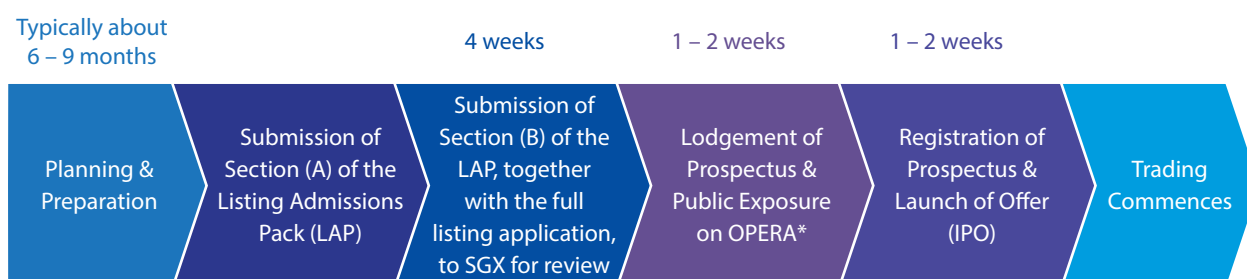 Typically about
6 – 9 months
4 weeks
1 – 2 weeks
1 – 2 weeks
Planning &
Preparation
Submission of
Section (A) of the
Listing Admissions
Pack (LAP)
Submission of
Section (B) of the
LAP, together
with the full
listing application,
to SGX for review
Lodgement of
Prospectus &
Public Exposure
on OPERA*
Registration of
Prospectus &
Launch of Offer
(IPO)
Trading
Commences